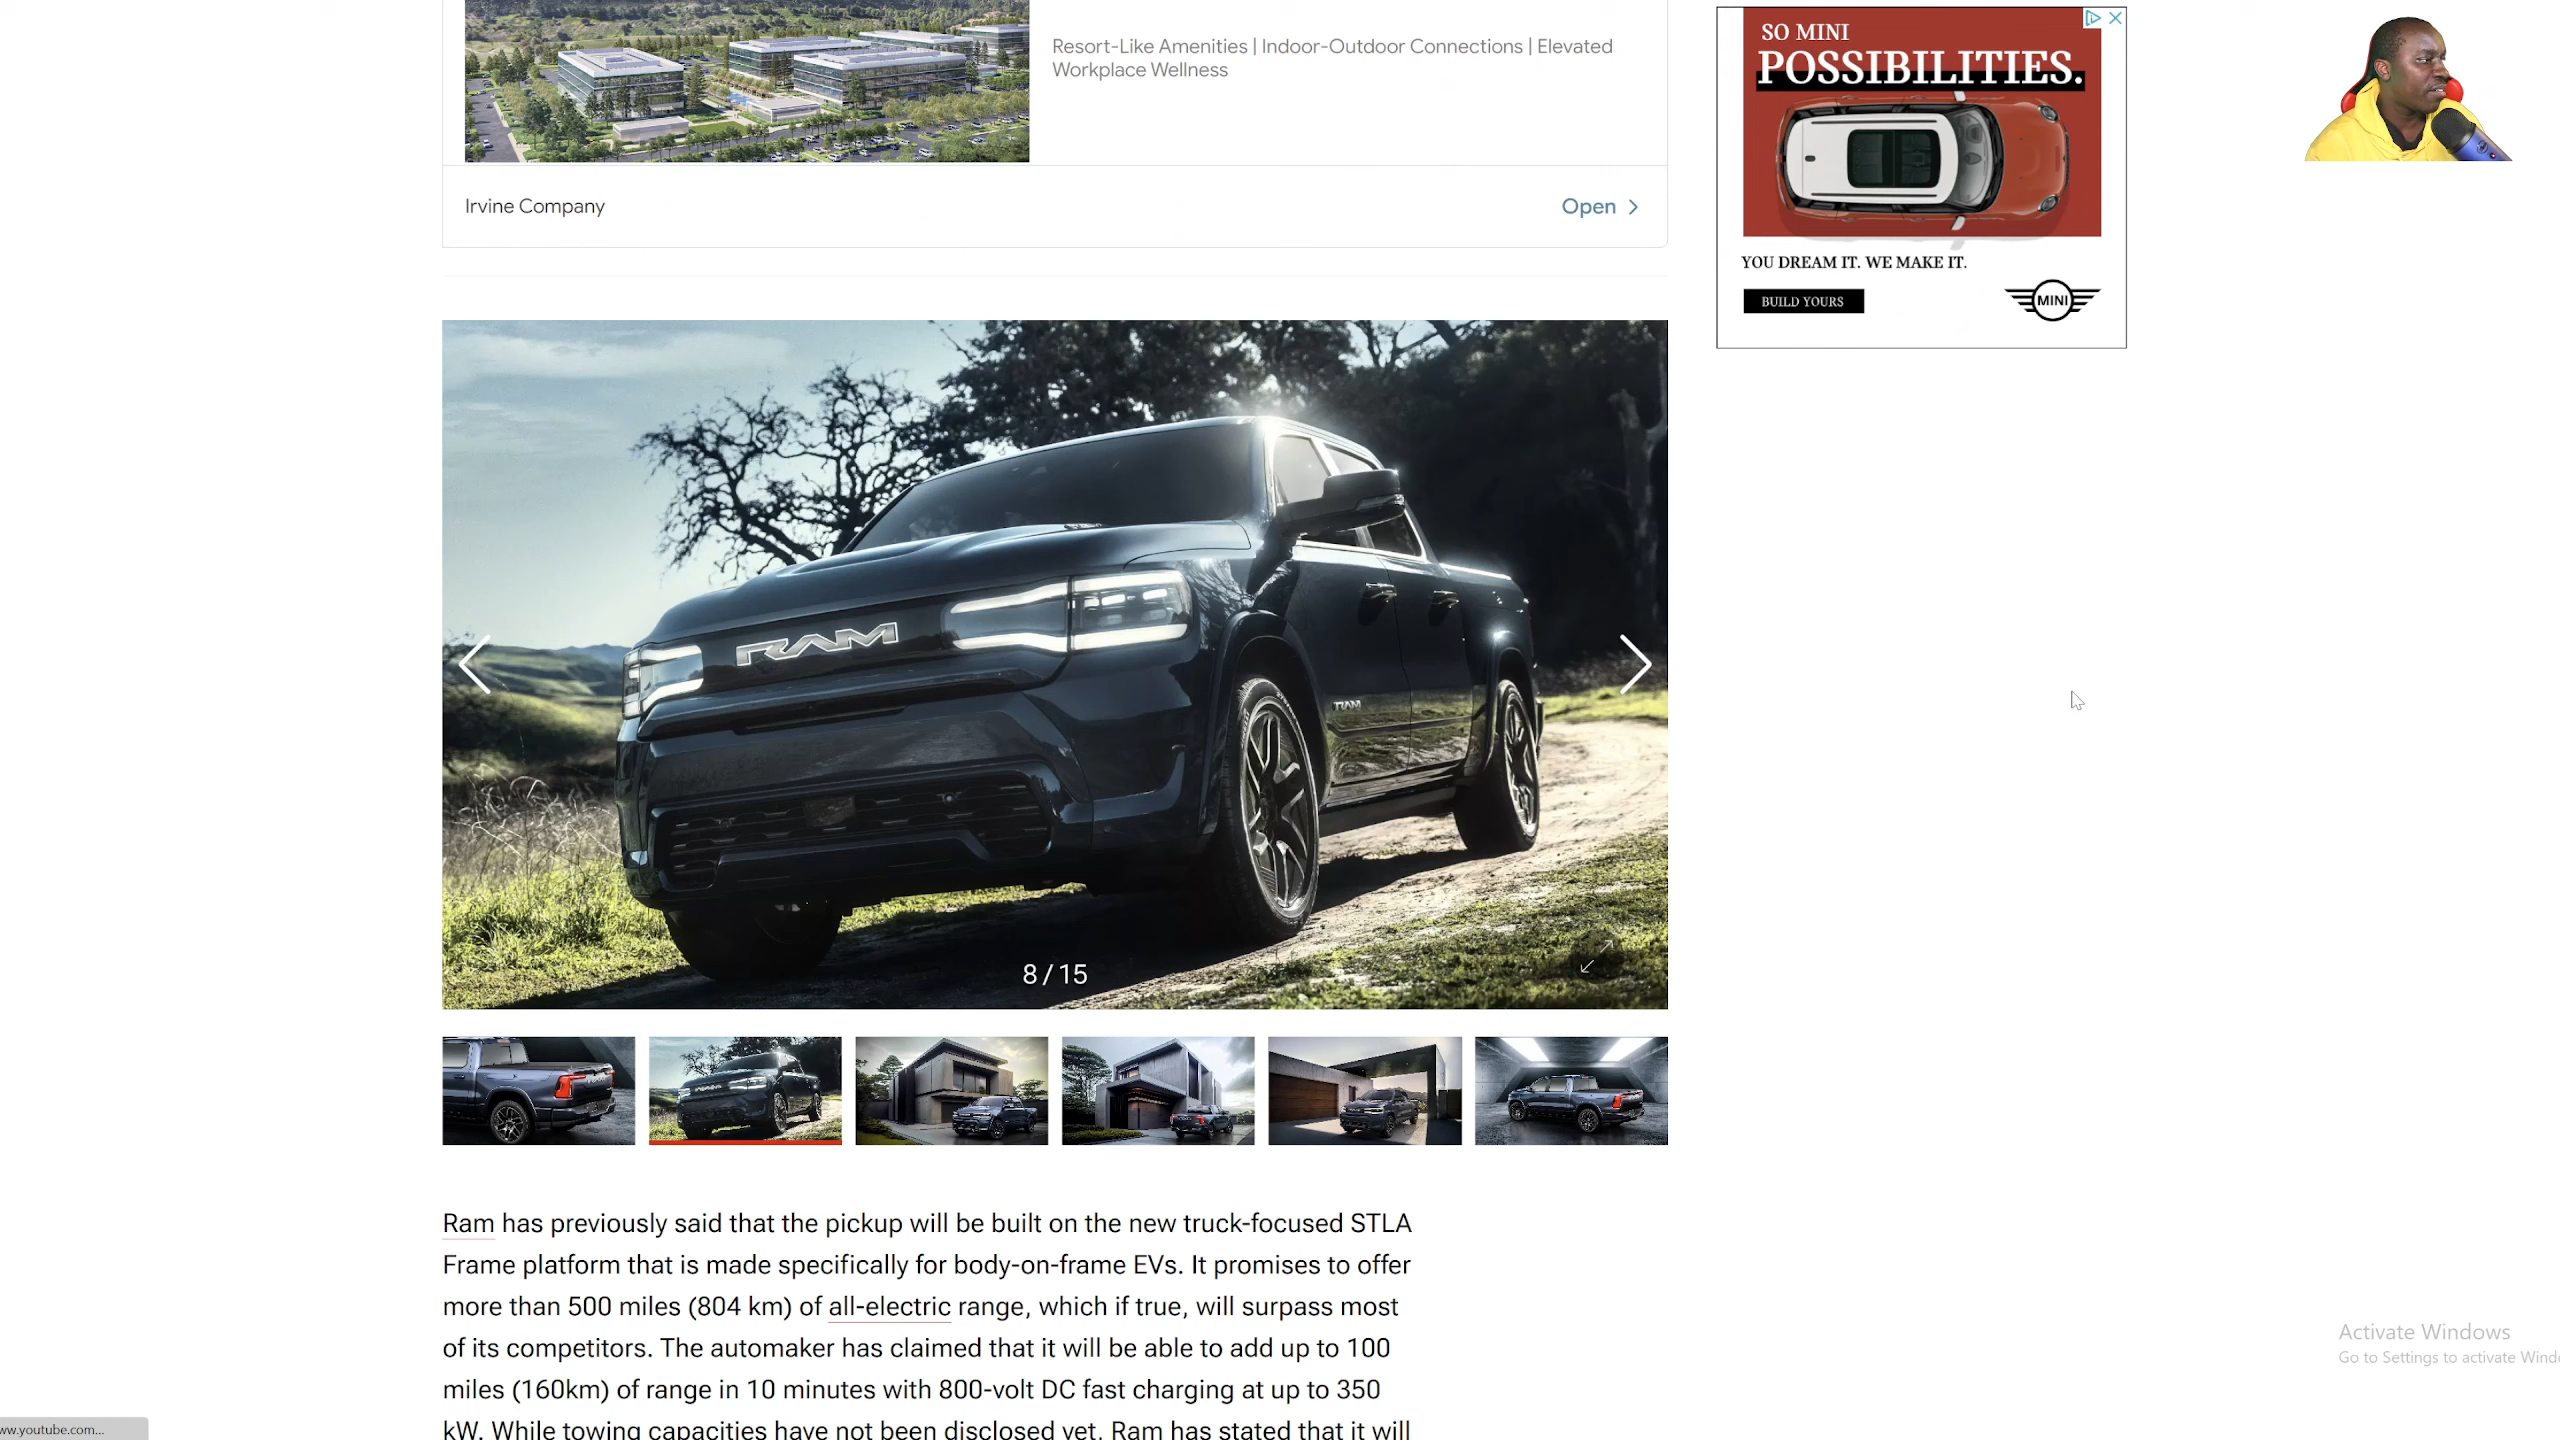 Resort-Like Amenities | Indoor-Outdoor Connections | Elevated
Workplace Wellness
Irvine Company
Open
SO MINI
POSSIBILITIES.
YOU DREAM IT. WE MAKE IT.
BUILD YOURS
MINI
RAM
RAM
8/15
Ram has previously said that the pickup will be built on the new truck-focused STLA
Frame platform that is made specifically for body-on-frame EVs. It promises to offer
more than 500 miles (804 km) of all-electric range, which if true, will surpass most
of its competitors. The automaker has claimed that it will be able to add up to 100
miles (160km) of range in 10 minutes with 800-volt DC fast charging at up to 350
kW. While towing capacities have not been disclosed yet, Ram has stated that it will
Activate Windows
Go to Settings to activate Wind
ww.youtube.com...